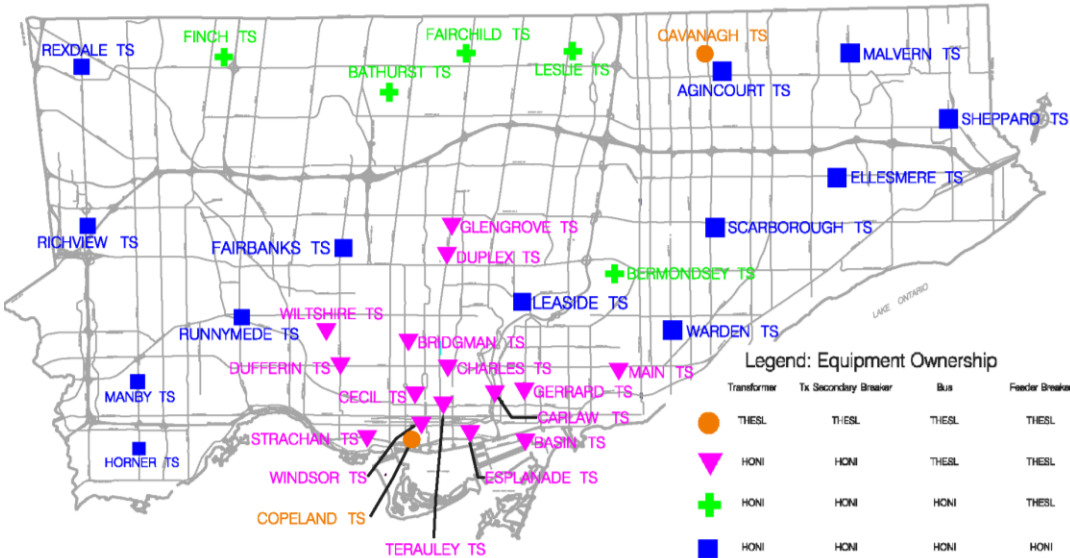 FINCH TS
FAIRCHILD TS
CAVANAGH TS
REXDALE TS
MALVERN TS
BATHURST TS
LESLIE TS
AGINCOURT TS
SHEPPARD TS
ELLESMERE TS
GLENGROVE TS
SCARBOROUGH TS
RICHVIEW TS
FAIRBANKS TS
DUPLEX TS
BERMONDSEY TS
LEASIDE TS
LAKE ONTARIO
WILTSHIRE TS
RUNNYMEDE TS
WARDEN TS
BRIDGMAN TS
DUFFERIN TS
CHARLES TS
MAIN TS
MANBY TS
CECIL TS
GERRARD TS
CARLAW TS
STRACHAN TS
BASIN TS
HORNER TS
WINDSOR TS
ESPLANADE TS
COPELAND TS
TERAULEY TS
Legend: Equipment Ownership
Transformer Tx Secondary Breaker Bus Feeder Breaker
THESL THESL THESL THESL
HONI HONI THESL THESL
HONI HONI HONI THESL
HONI HONI HONI HONI